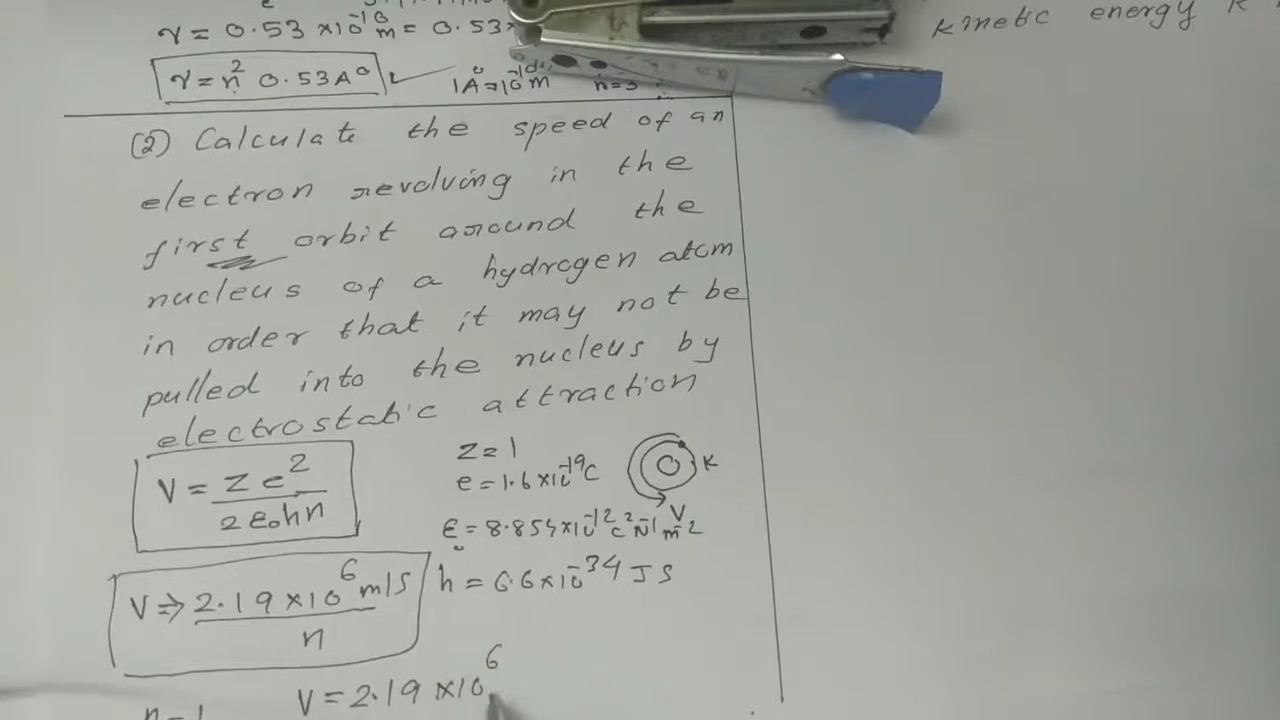 r = 0.53 × 10⁻¹⁰ m = 0.53×
r = n² 0.53A⁰
1A⁰ = 10⁻¹⁰ m n=3
kinetic energy K
(2) Calculate the speed of an
electron revolving in the
first orbit around the
nucleus of a hydrogen atom
in order that it may not be
pulled into the nucleus by
electrostatic attraction
V = Ze² / 2ε₀hn
Z = 1
e = 1.6×10⁻¹⁹C
K
V
ε₀ = 8.854×10⁻¹² C² N⁻¹ m⁻²
h = 6.6×10⁻³⁴ JS
V ⇒ 2.19×10⁶ m/s / n
n = 1 V = 2.19 × 10⁶